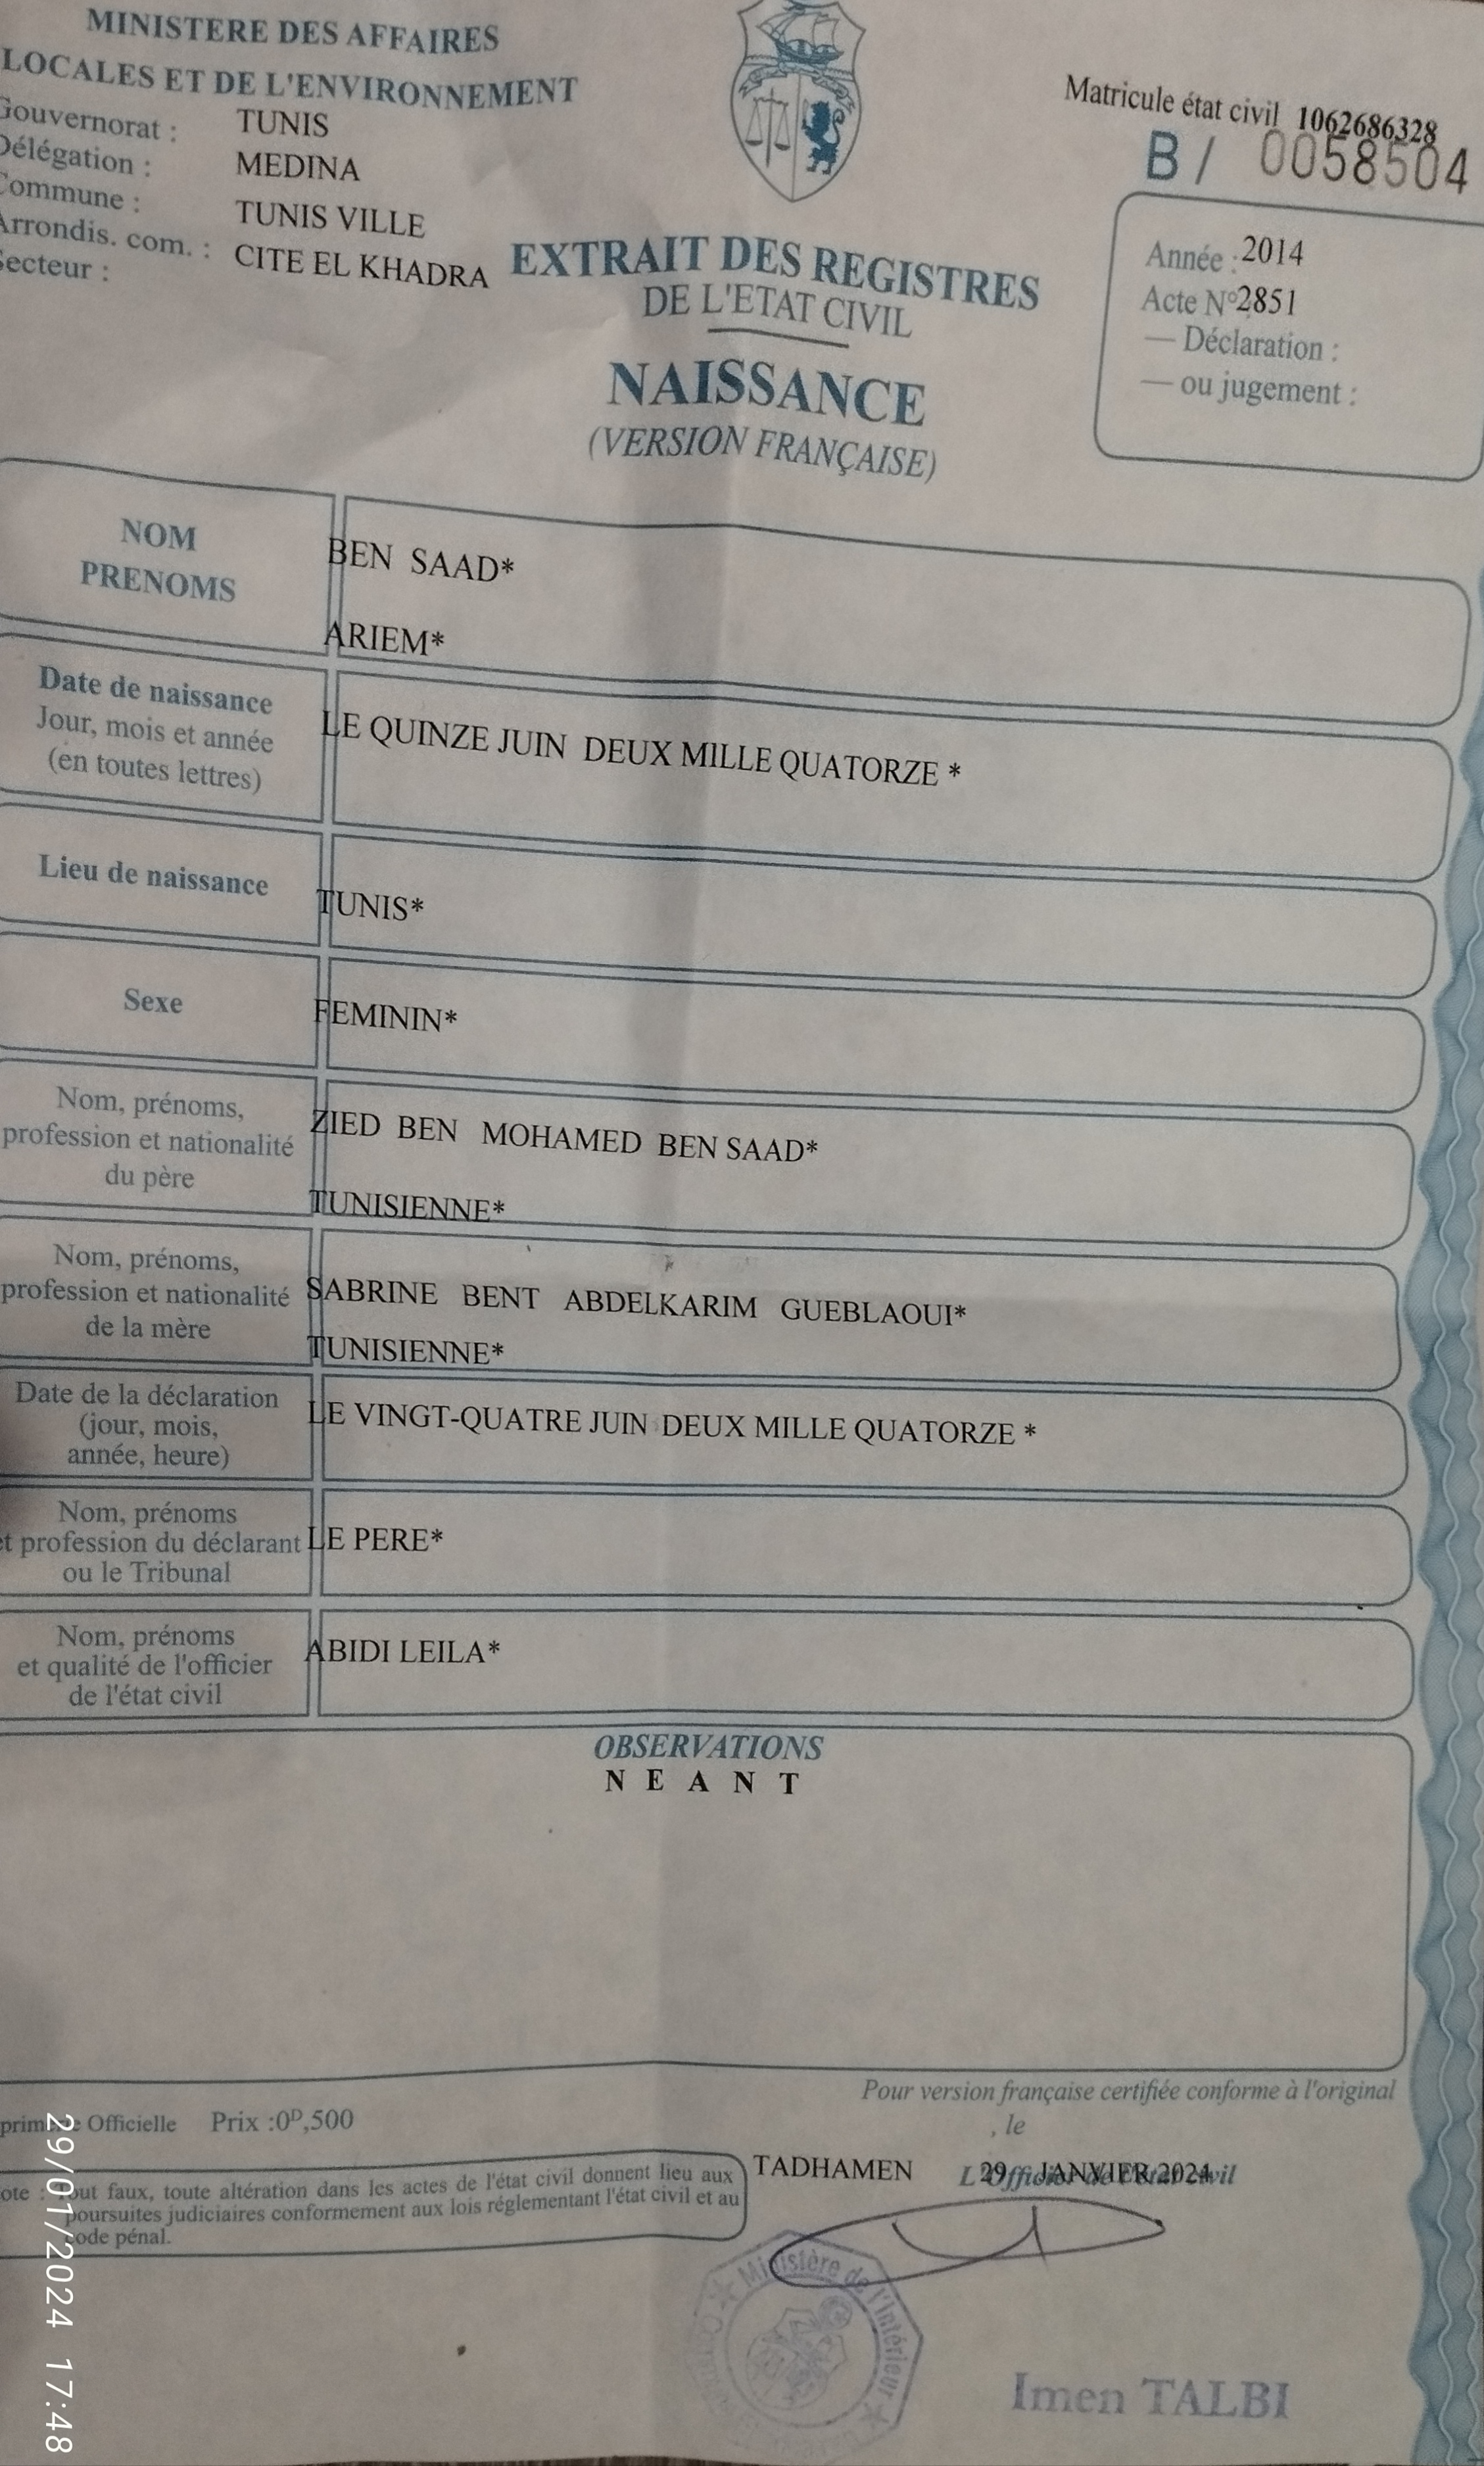 MINISTERE DES AFFAIRES
LOCALES ET DE L'ENVIRONNEMENT
Gouvernorat : TUNIS
Délégation : MEDINA
Commune : TUNIS VILLE
Arrondis. com. : CITE EL KHADRA
Secteur :
Matricule état civil 1062686328
B / 0058504
Année : 2014
Acte N° 2851
— Déclaration :
— ou jugement :
EXTRAIT DES REGISTRES
DE L'ETAT CIVIL
NAISSANCE
(VERSION FRANÇAISE)
NOM
PRENOMS
BEN SAAD*
ARIEM*
Date de naissance
Jour, mois et année
(en toutes lettres)
LE QUINZE JUIN DEUX MILLE QUATORZE *
Lieu de naissance
TUNIS*
Sexe
FEMININ*
Nom, prénoms,
profession et nationalité
du père
ZIED BEN MOHAMED BEN SAAD*
TUNISIENNE*
Nom, prénoms,
profession et nationalité
de la mère
SABRINE BENT ABDELKARIM GUEBLAOUI*
TUNISIENNE*
Date de la déclaration
(jour, mois,
année, heure)
LE VINGT-QUATRE JUIN DEUX MILLE QUATORZE *
Nom, prénoms
et profession du déclarant
ou le Tribunal
LE PERE*
Nom, prénoms
et qualité de l'officier
de l'état civil
ABIDI LEILA*
OBSERVATIONS
N E A N T
Pour version française certifiée conforme à l'original
, le
Officielle Prix :0ᴰ,500
TADHAMEN 29 JANVIER 2024
L'Officier de l'état civil
Tout faux, toute altération dans les actes de l'état civil donnent lieu aux
poursuites judiciaires conformement aux lois réglementant l'état civil et au
code pénal.
Ministère de l'Intérieur
Imen TALBI
29/01/2024 17:48